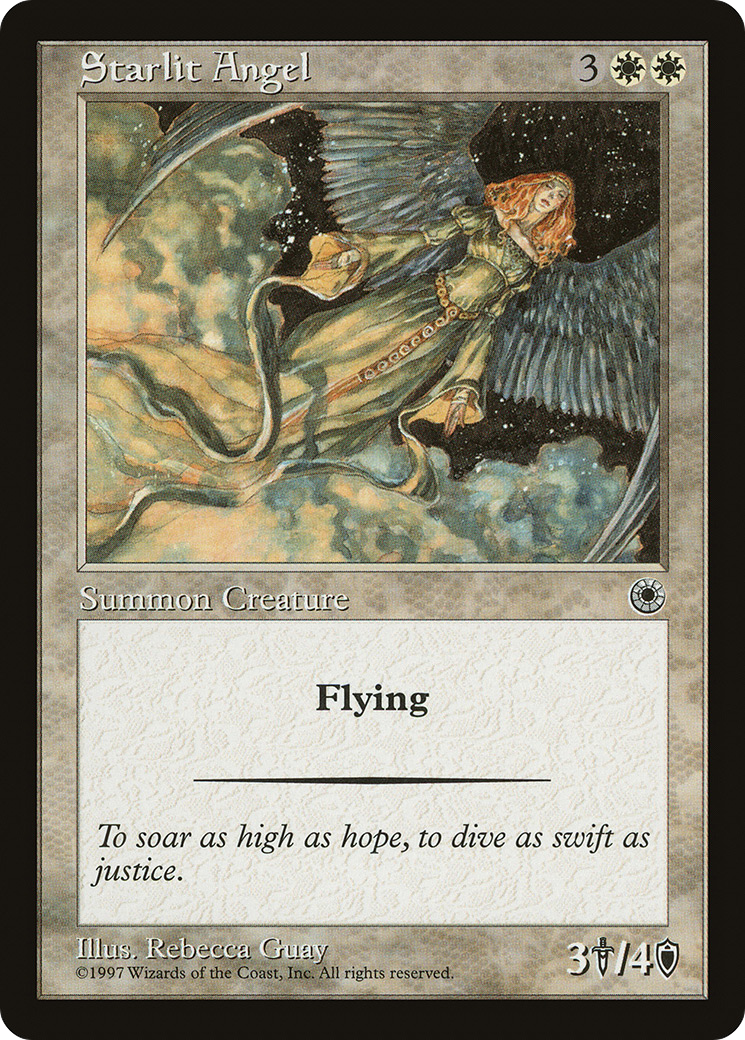 Starlit Angel 3
Summon Creature
Flying
To soar as high as hope, to dive as swift as
justice.
Illus. Rebecca Guay
©1997 Wizards of the Coast, Inc. All rights reserved.
3/4